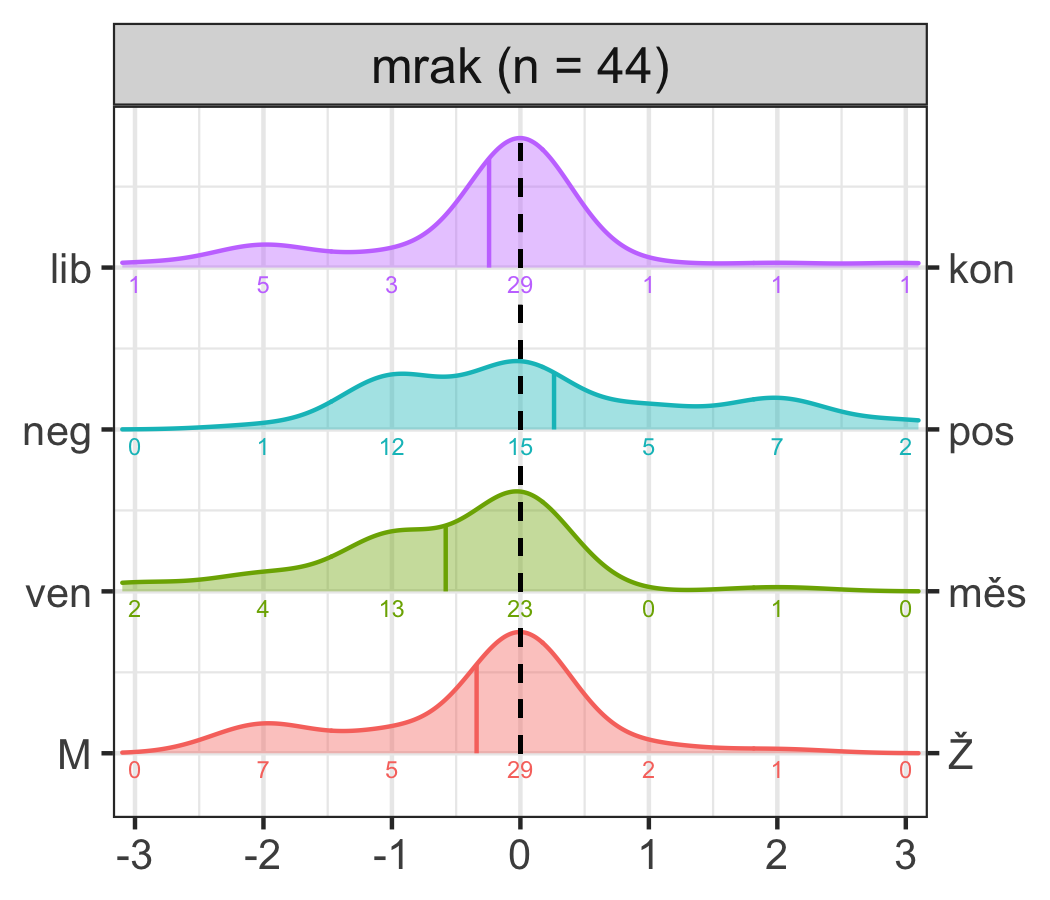 mrak (n = 44)
lib kon
1 5 3 29 1 1 1
neg pos
0 1 12 15 5 7 2
ven měs
2 4 13 23 0 1 0
M Ž
0 7 5 29 2 1 0
-3 -2 -1 0 1 2 3